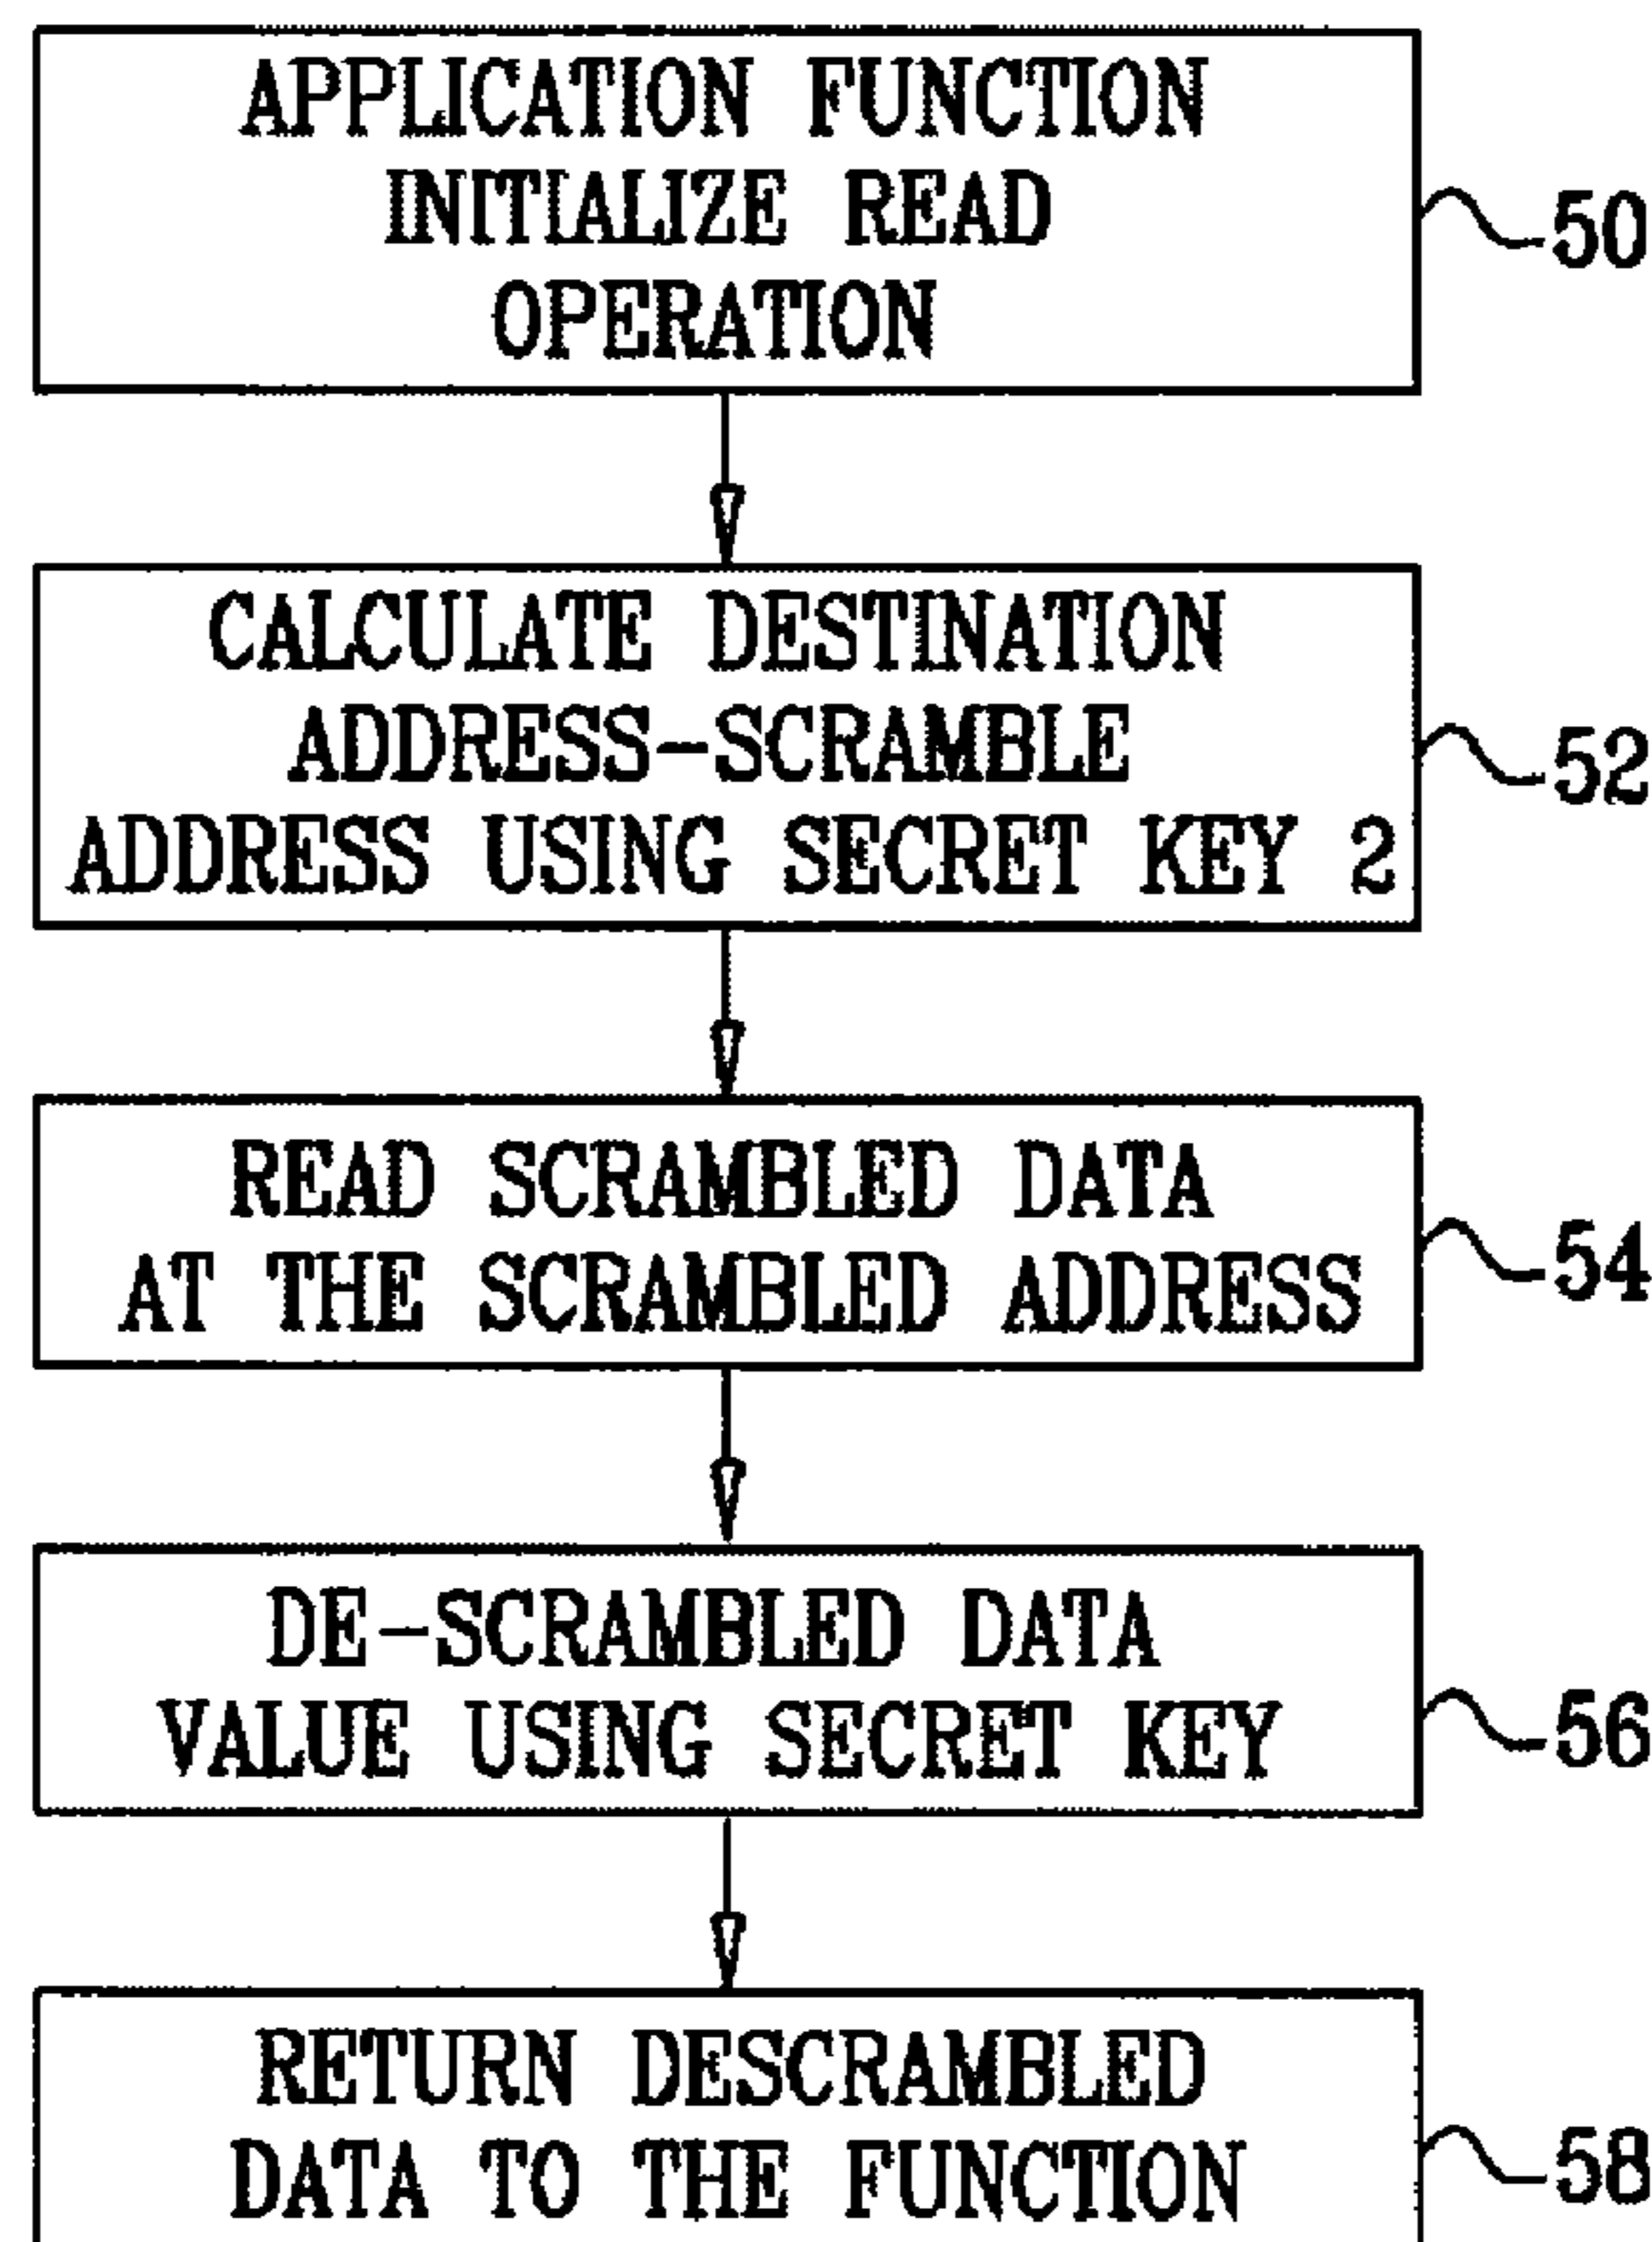 APPLICATION FUNCTION
INITIALIZE READ
OPERATION
50
CALCULATE DESTINATION
ADDRESS-SCRAMBLE
ADDRESS USING SECRET KEY 2
52
READ SCRAMBLED DATA
AT THE SCRAMBLED ADDRESS
54
DE-SCRAMBLED DATA
VALUE USING SECRET KEY
56
RETURN DESCRAMBLED
DATA TO THE FUNCTION
58